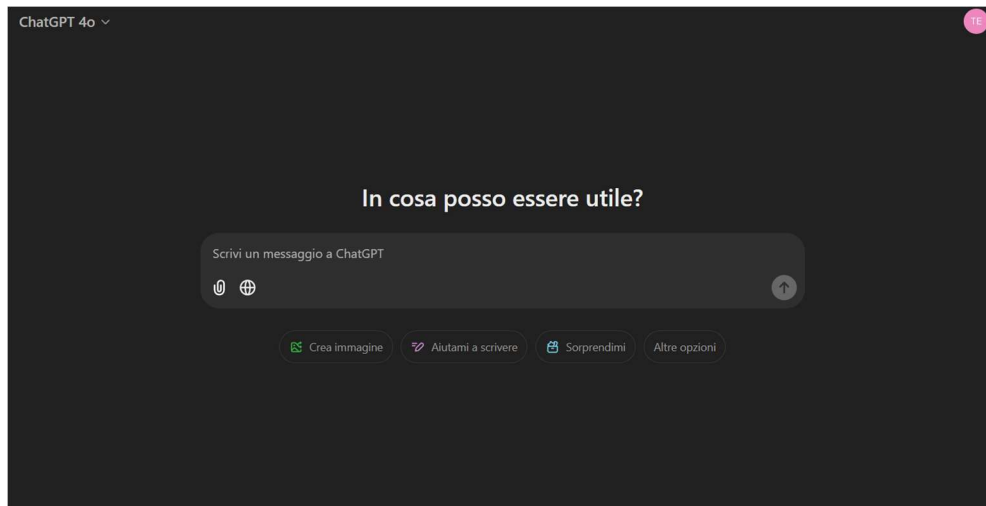 ChatGPT 4o
TE
In cosa posso essere utile?
Scrivi un messaggio a ChatGPT
Crea immagine
Aiutami a scrivere
Sorprendimi
Altre opzioni